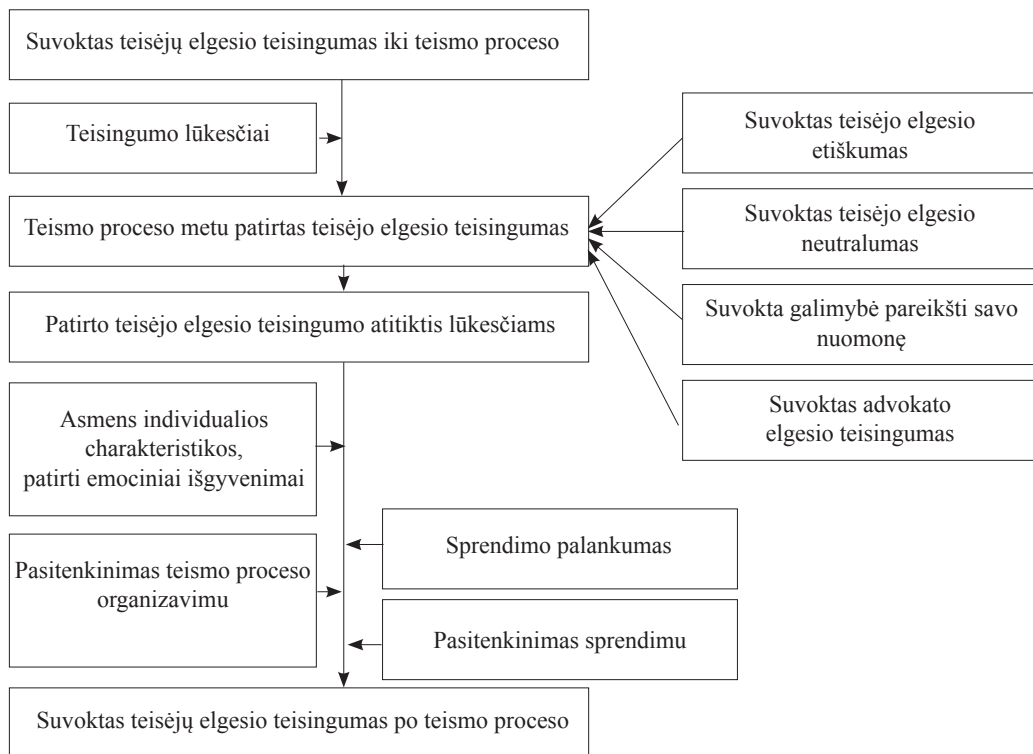 Suvoktas teisėjų elgesio teisingumas iki teismo proceso
Teisingumo lūkesčiai
Suvoktas teisėjo elgesio
etiškumas
Teismo proceso metu patirtas teisėjo elgesio teisingumas
Suvoktas teisėjo elgesio
neutralumas
Patirto teisėjo elgesio teisingumo atitiktis lūkesčiams
Suvokta galimybė pareikšti savo
nuomonę
Suvoktas advokato
elgesio teisingumas
Asmens individualios
charakteristikos,
patirti emociniai išgyvenimai
Sprendimo palankumas
Pasitenkinimas teismo proceso
organizavimu
Pasitenkinimas sprendimu
Suvoktas teisėjų elgesio teisingumas po teismo proceso